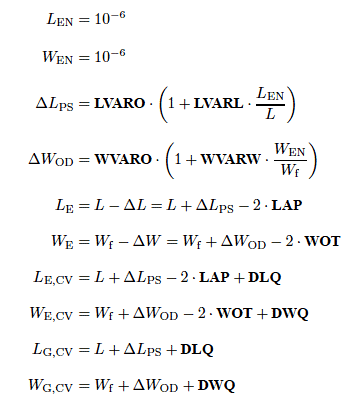 L_EN = 10^−6
W_EN = 10^−6
ΔL_PS = LVARO · (1 + LVARL · L_EN / L)
ΔW_OD = WVARO · (1 + WVARW · W_EN / W_f)
L_E = L − ΔL = L + ΔL_PS − 2 · LAP
W_E = W_f − ΔW = W_f + ΔW_OD − 2 · WOT
L_E,CV = L + ΔL_PS − 2 · LAP + DLQ
W_E,CV = W_f + ΔW_OD − 2 · WOT + DWQ
L_G,CV = L + ΔL_PS + DLQ
W_G,CV = W_f + ΔW_OD + DWQ